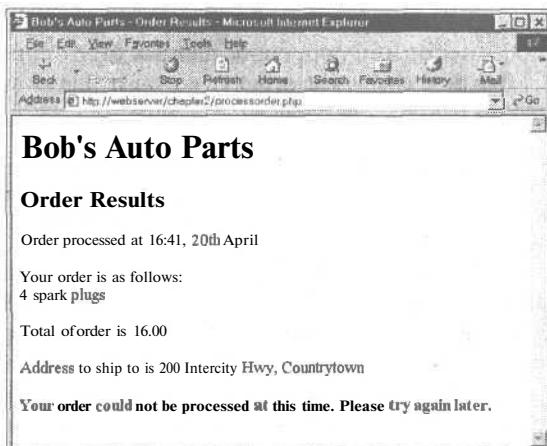 Bob's Auto Parts - Order Results - Microsoft Internet Explorer
File Edit View Favorites Tools Help
Back Forward Stop Refresh Home Search Favorites History Mail
Address http://webserver/chapter2/processorder.php Go
Bob's Auto Parts
Order Results
Order processed at 16:41, 20th April
Your order is as follows:
4 spark plugs
Total of order is 16.00
Address to ship to is 200 Intercity Hwy, Countrytown
Your order could not be processed at this time. Please try again later.